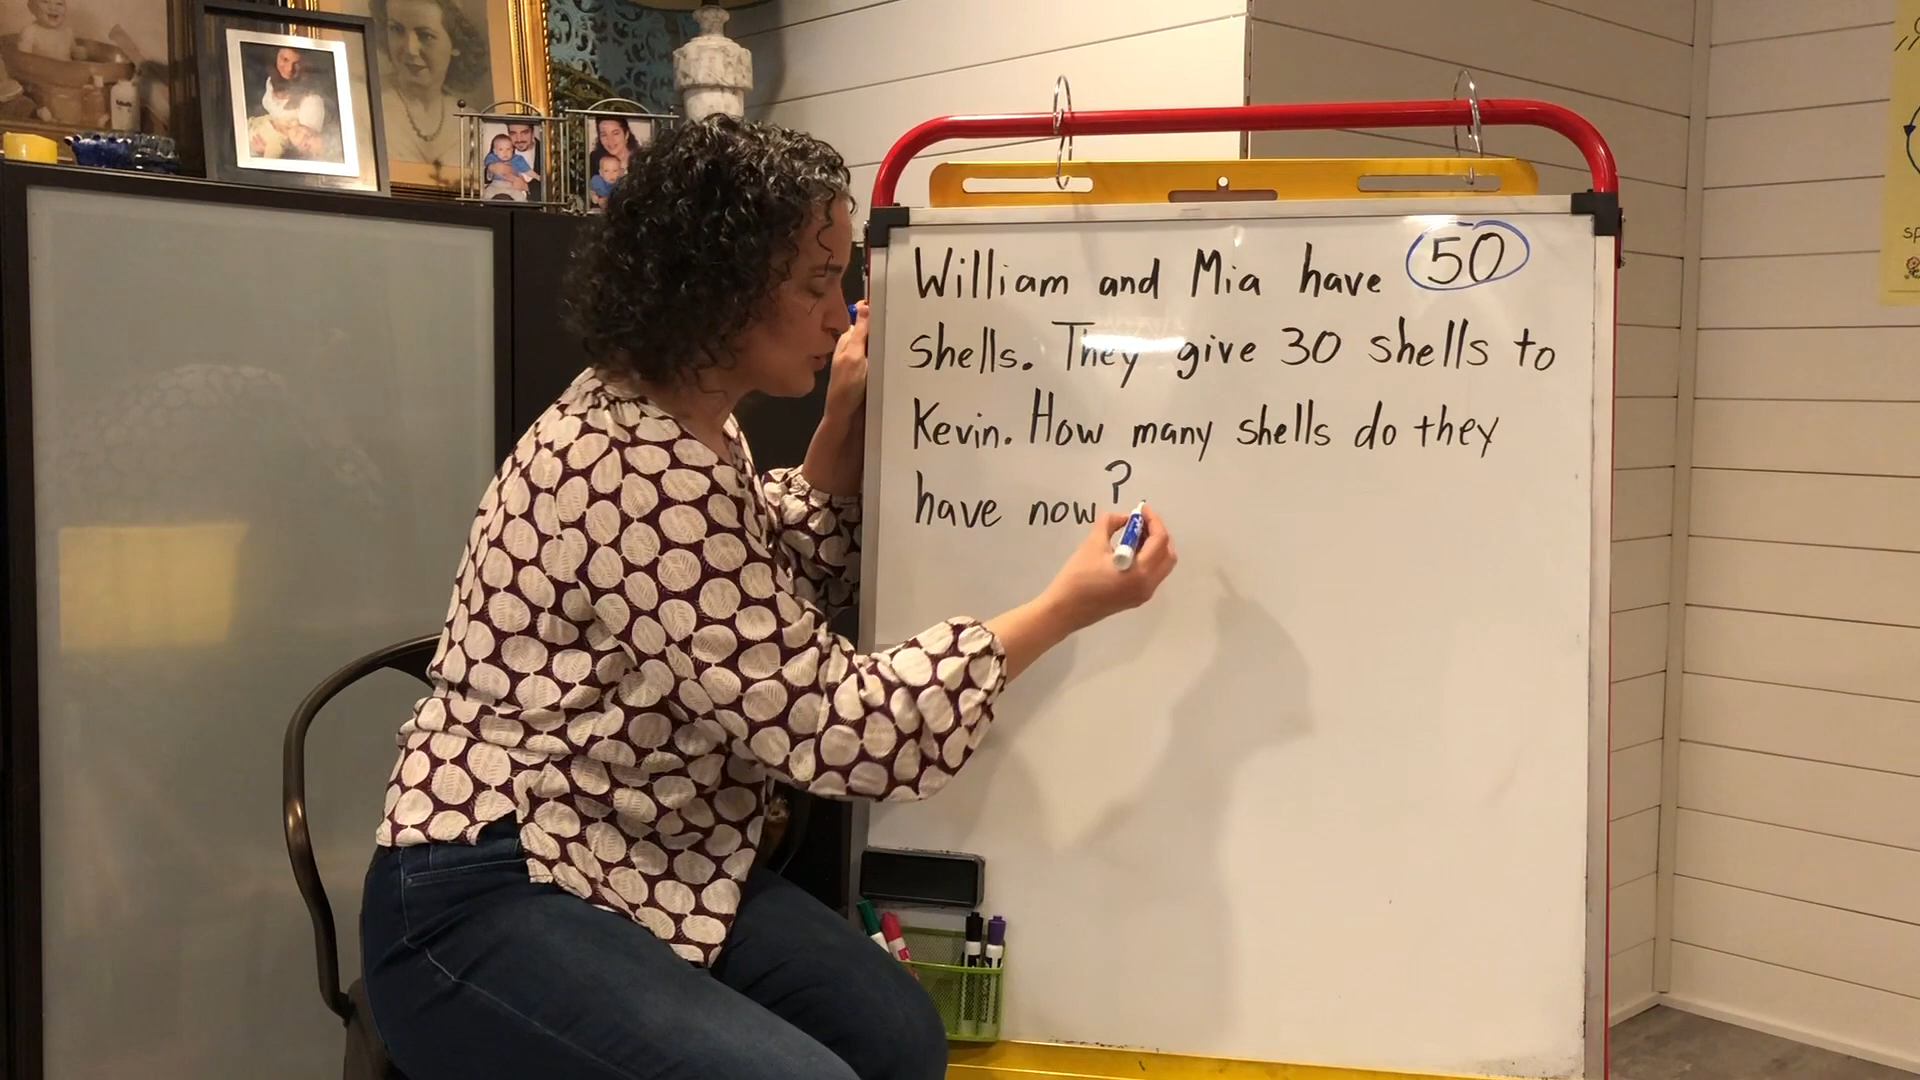 William and Mia have 50
shells. They give 30 shells to
Kevin. How many shells do they
have now?